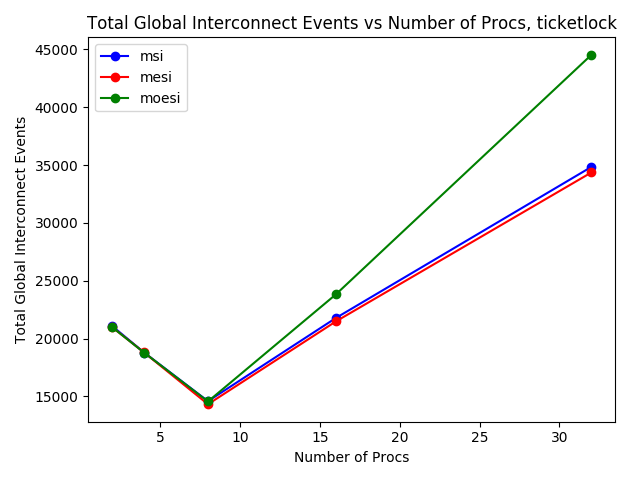 Total Global Interconnect Events vs Number of Procs, ticketlock
msi
mesi
moesi
Total Global Interconnect Events
45000
40000
35000
30000
25000
20000
15000
5
10
15
20
25
30
Number of Procs